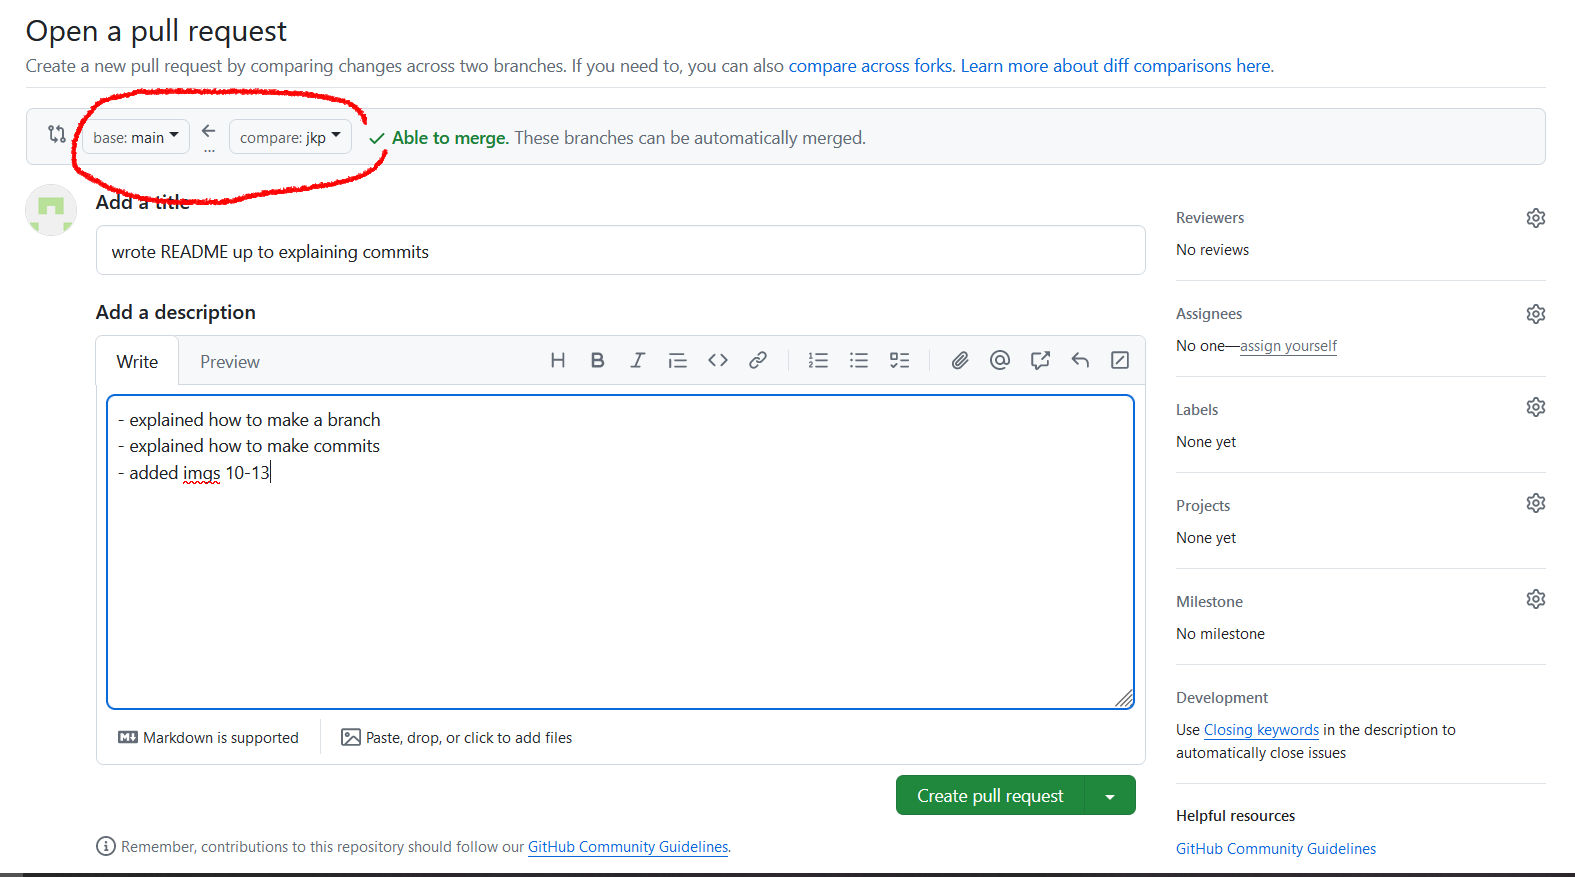 Open a pull request
Create a new pull request by comparing changes across two branches. If you need to, you can also compare across forks. Learn more about diff comparisons here.
base: main ← ... compare: jkp ✓ Able to merge. These branches can be automatically merged.
Add a title
wrote README up to explaining commits
Add a description
Write Preview
- explained how to make a branch
- explained how to make commits
- added imgs 10-13
Markdown is supported
Paste, drop, or click to add files
Create pull request
Remember, contributions to this repository should follow our GitHub Community Guidelines.
Reviewers
No reviews
Assignees
No one—assign yourself
Labels
None yet
Projects
None yet
Milestone
No milestone
Development
Use Closing keywords in the description to
automatically close issues
Helpful resources
GitHub Community Guidelines